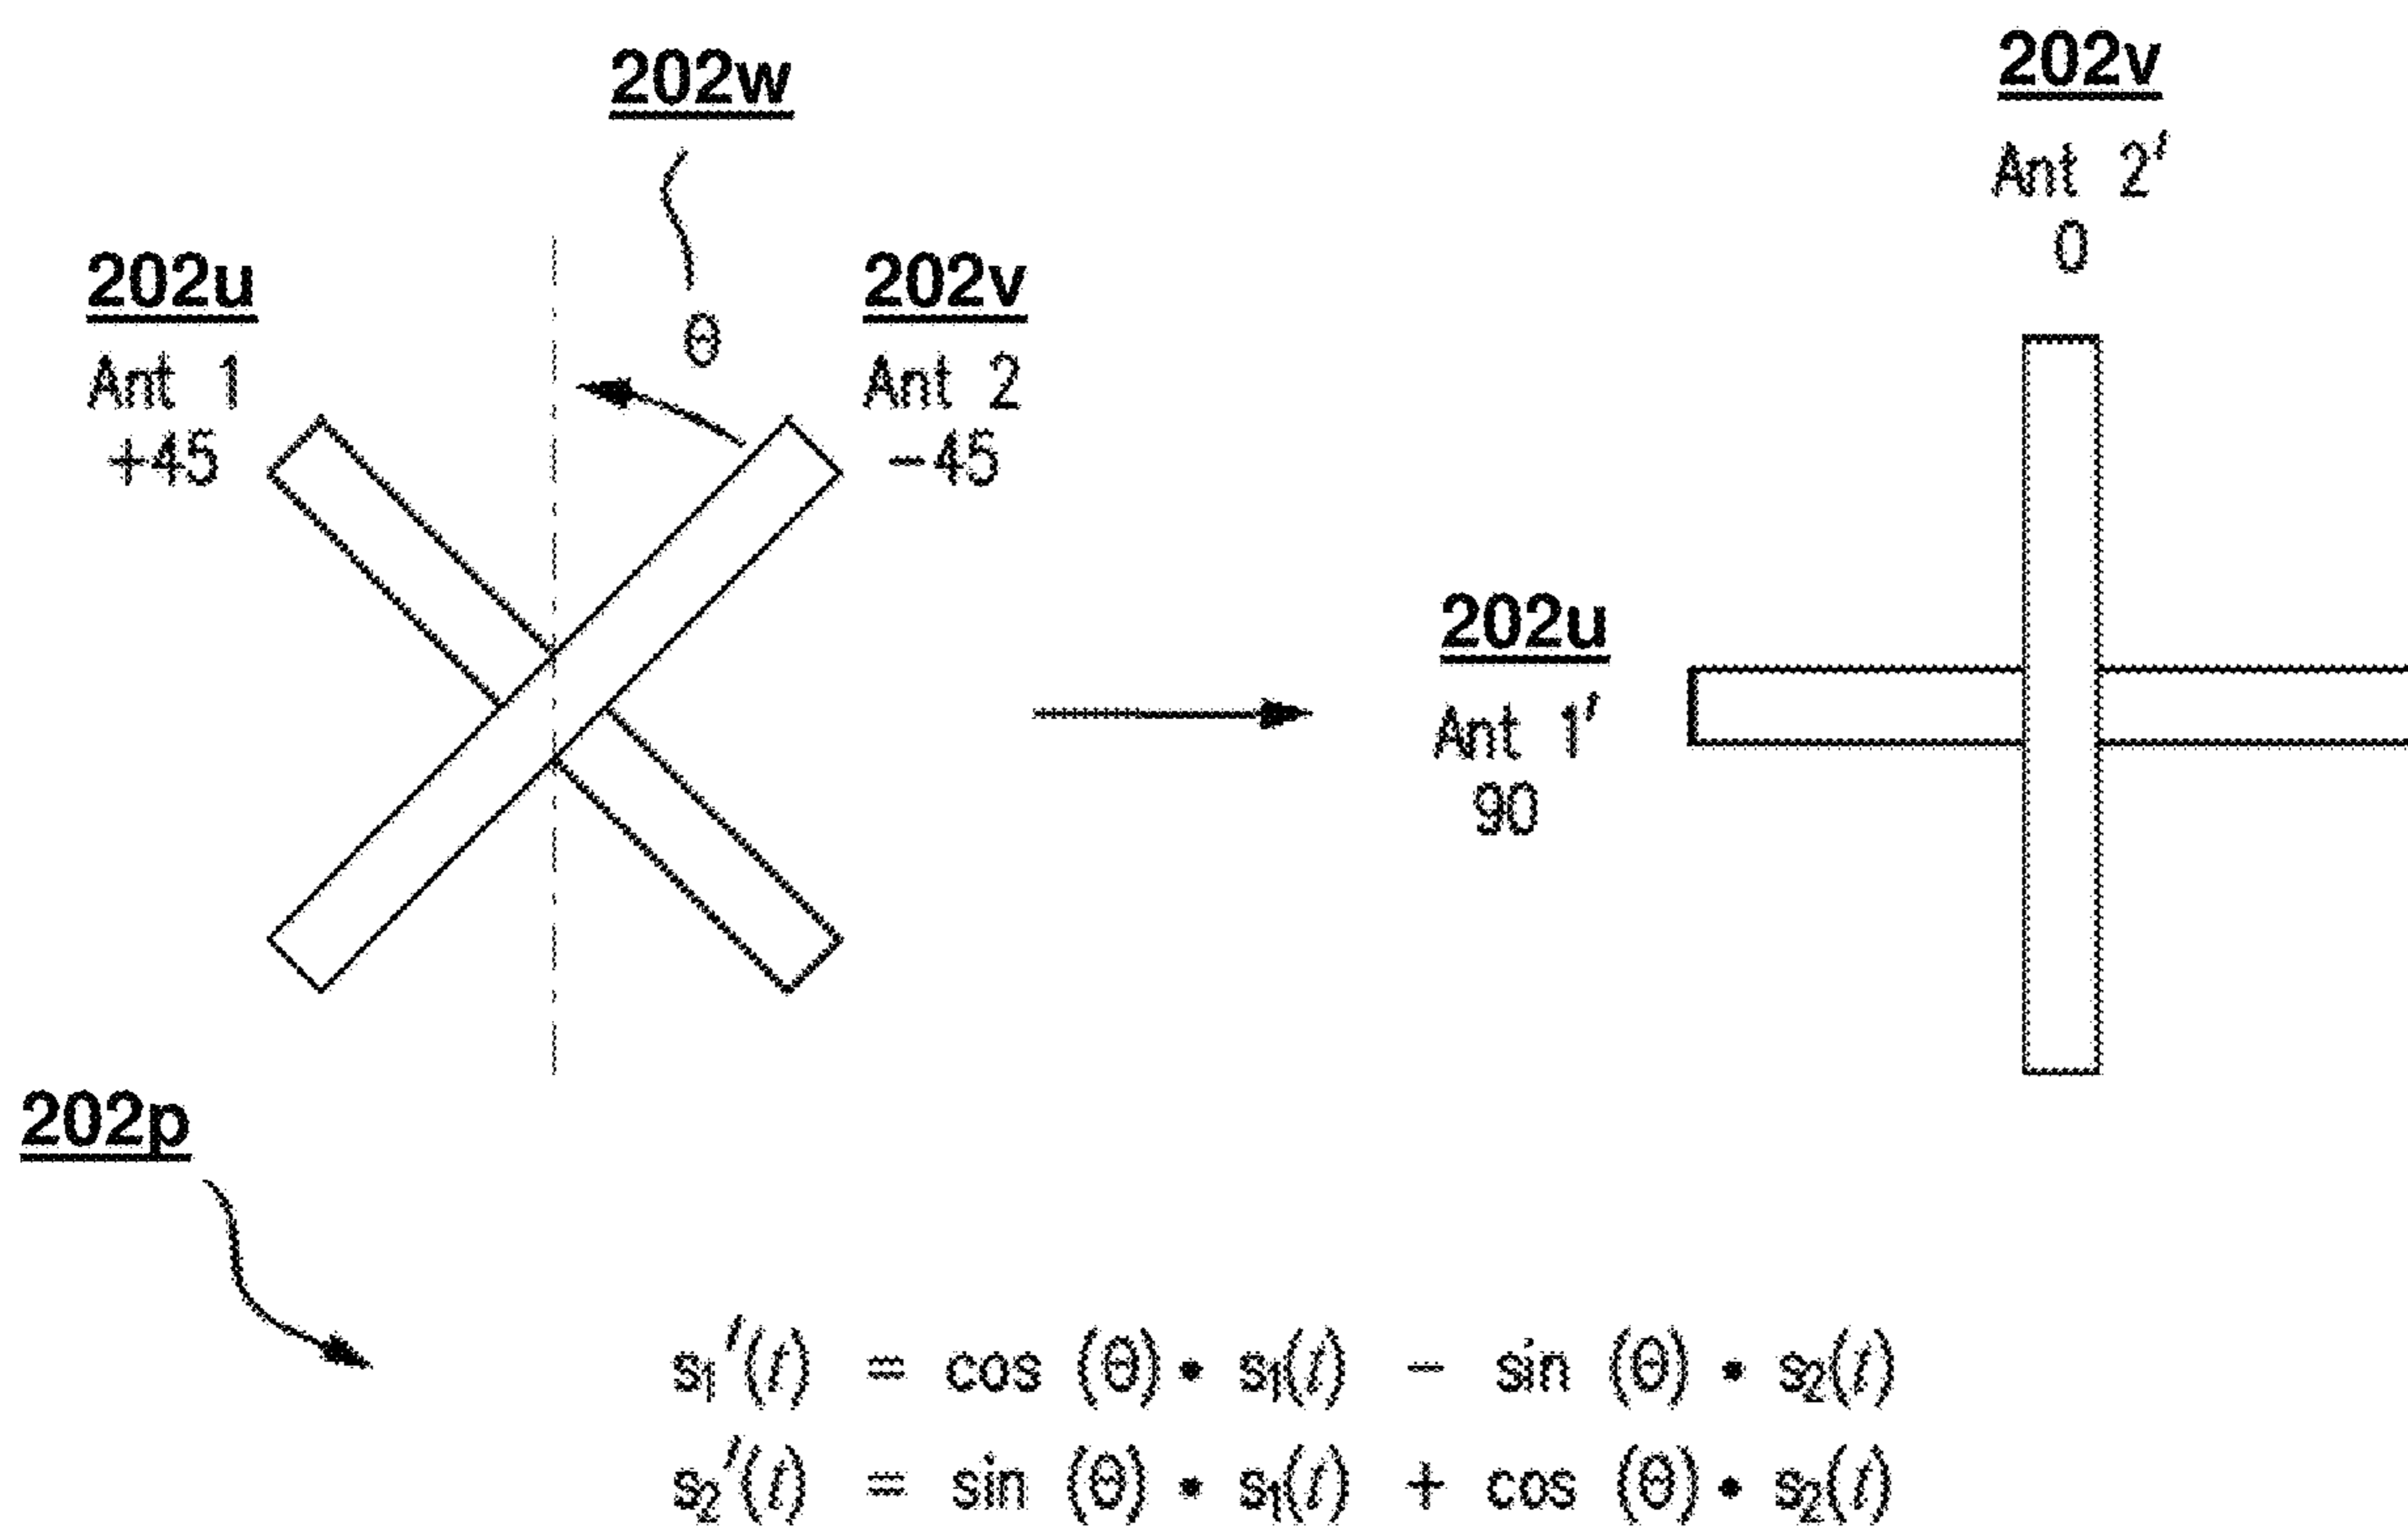 202w
θ
202u
Ant 1
+45
202v
Ant 2
-45
202v
Ant 2′
0
202u
Ant 1′
90
202p
s₁′(t) = cos (θ) • s₁(t) − sin (θ) • s₂(t)
s₂′(t) = sin (θ) • s₁(t) + cos (θ) • s₂(t)